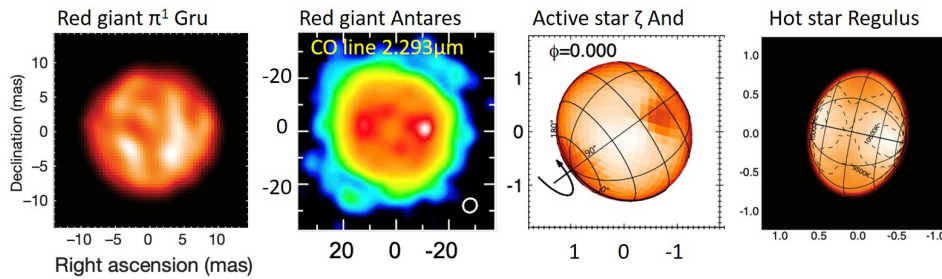 Red giant π¹ Gru
Red giant Antares
Active star ζ And
Hot star Regulus
CO line 2.293μm
ϕ=0.000
Declination (mas)
10
5
0
−5
−10
−10 −5 0 5 10
Right ascension (mas)
-20
0
-20
20 0 -20
1
0
-1
180°
90°
0°
1 0 -1
1.0
0.5
0.0
-0.5
-1.0
1.0 0.5 0.0 -0.5 -1.0